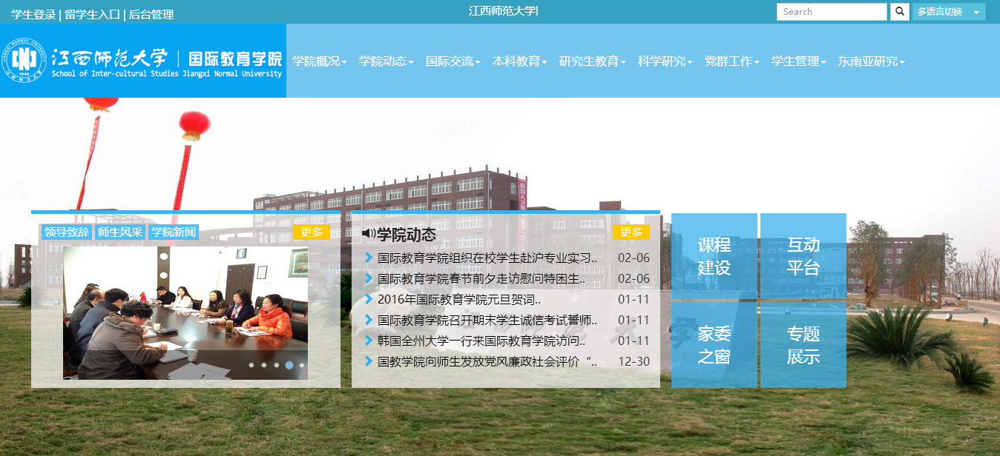 学生登录 | 留学生入口 | 后台管理
江西师范大学
Search
多语言切换
JIANGXI NORMAL UNIVERSITY
1940
江西师范大学 | 国际教育学院
School of Inter-cultural Studies Jiangxi Normal University
学院概况
学院动态
国际交流
本科教育
研究生教育
科学研究
党群工作
学生管理
东南亚研究
领导致辞
师生风采
学院新闻
更多
学院动态
更多
国际教育学院组织在校学生赴沪专业实习.. 02-06
国际教育学院春节前夕走访慰问特困生.. 02-06
2016年国际教育学院元旦贺词.. 01-11
国际教育学院召开期末学生诚信考试誓师.. 01-11
韩国全州大学一行来国际教育学院访问.. 01-11
国教学院向师生发放党风廉政社会评价“.. 12-30
课程
建设
互动
平台
家委
之窗
专题
展示